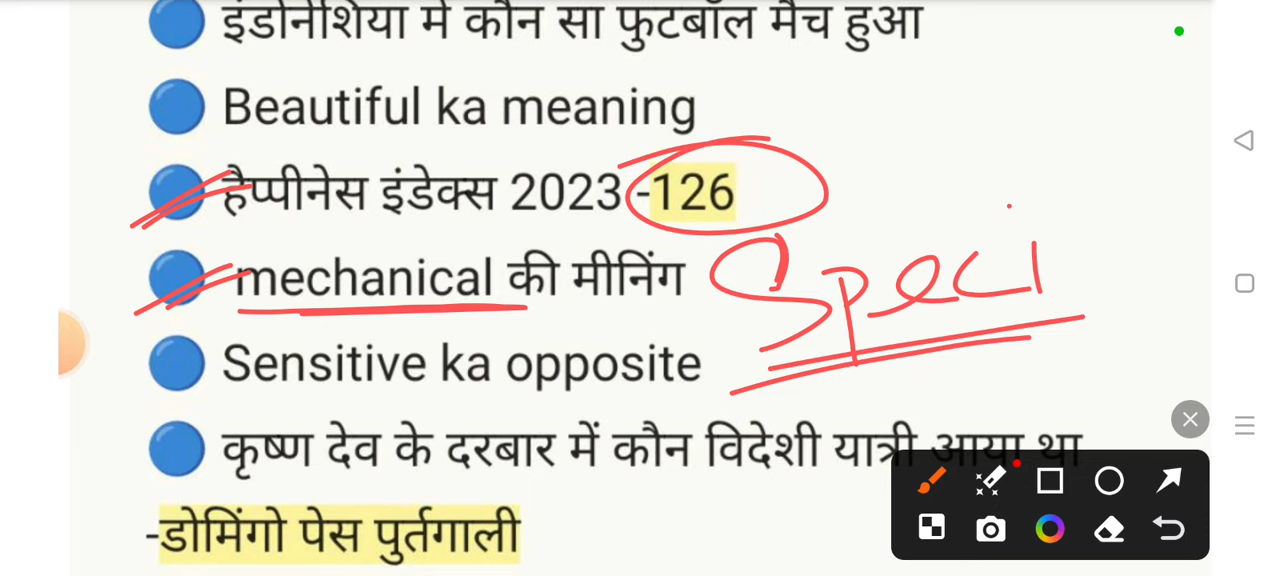 इंडोनेशिया में कौन सा फुटबॉल मैच हुआ
Beautiful ka meaning
हैप्पीनेस इंडेक्स 2023 -126
mechanical की मीनिंग
Speci
Sensitive ka opposite
कृष्ण देव के दरबार में कौन विदेशी यात्री आया था
-डोमिंगो पेस पुर्तगाली